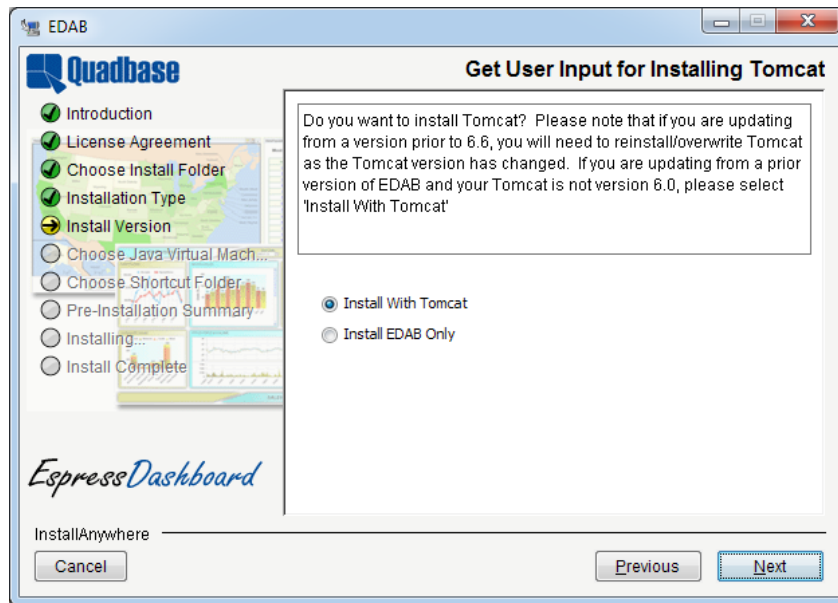 EDAB
Quadbase
Get User Input for Installing Tomcat
Introduction
License Agreement
Choose Install Folder
Installation Type
Install Version
Choose Java Virtual Mach...
Choose Shortcut Folder
Pre-Installation Summary
Installing...
Install Complete
EspressDashboard
Do you want to install Tomcat?  Please note that if you are updating
from a version prior to 6.6, you will need to reinstall/overwrite Tomcat
as the Tomcat version has changed.  If you are updating from a prior
version of EDAB and your Tomcat is not version 6.0, please select
'Install With Tomcat'
Install With Tomcat
Install EDAB Only
InstallAnywhere
Cancel
Previous
Next